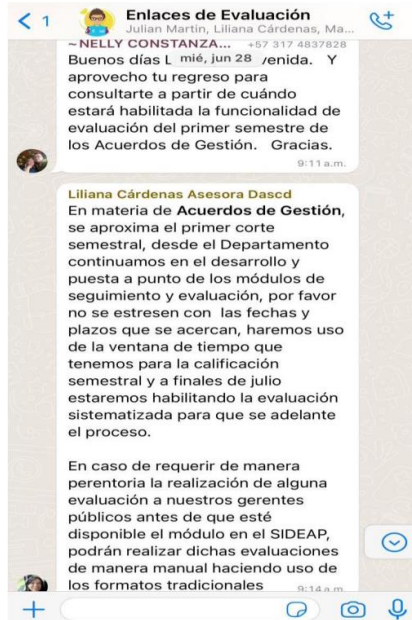 1
Enlaces de Evaluación
Julian Martin, Liliana Cárdenas, Ma...
~NELLY CONSTANZA... +57 317 4837828
mié, jun 28
Buenos días L venida. Y
aprovecho tu regreso para
consultarte a partir de cuándo
estará habilitada la funcionalidad de
evaluación del primer semestre de
los Acuerdos de Gestión. Gracias.
9:11 a.m.
Liliana Cárdenas Asesora Dascd
En materia de Acuerdos de Gestión,
se aproxima el primer corte
semestral, desde el Departamento
continuamos en el desarrollo y
puesta a punto de los módulos de
seguimiento y evaluación, por favor
no se estresen con las fechas y
plazos que se acercan, haremos uso
de la ventana de tiempo que
tenemos para la calificación
semestral y a finales de julio
estaremos habilitando la evaluación
sistematizada para que se adelante
el proceso.
En caso de requerir de manera
perentoria la realización de alguna
evaluación a nuestros gerentes
públicos antes de que esté
disponible el módulo en el SIDEAP,
podrán realizar dichas evaluaciones
de manera manual haciendo uso de
los formatos tradicionales
9:14 a.m.